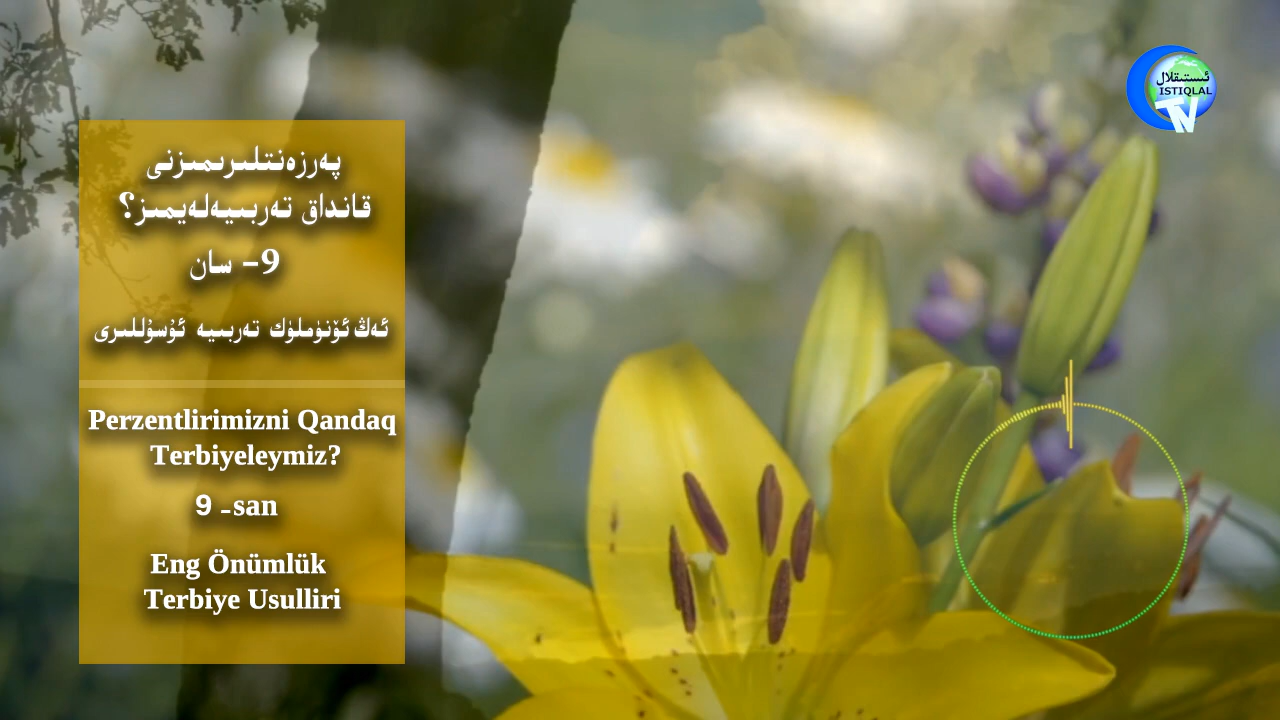 پەرزەنتلىرىمىزنى
قانداق تەربىيەلەيمىز؟
9- سان
ئەڭ ئۈنۈملۈك تەربىيە ئۇسۇللىرى
Perzentlirimizni Qandaq
Terbiyeleymiz?
9 -san
Eng Önümlük
Terbiye Usulliri
ئىستىقلال
ISTIQLAL
TV